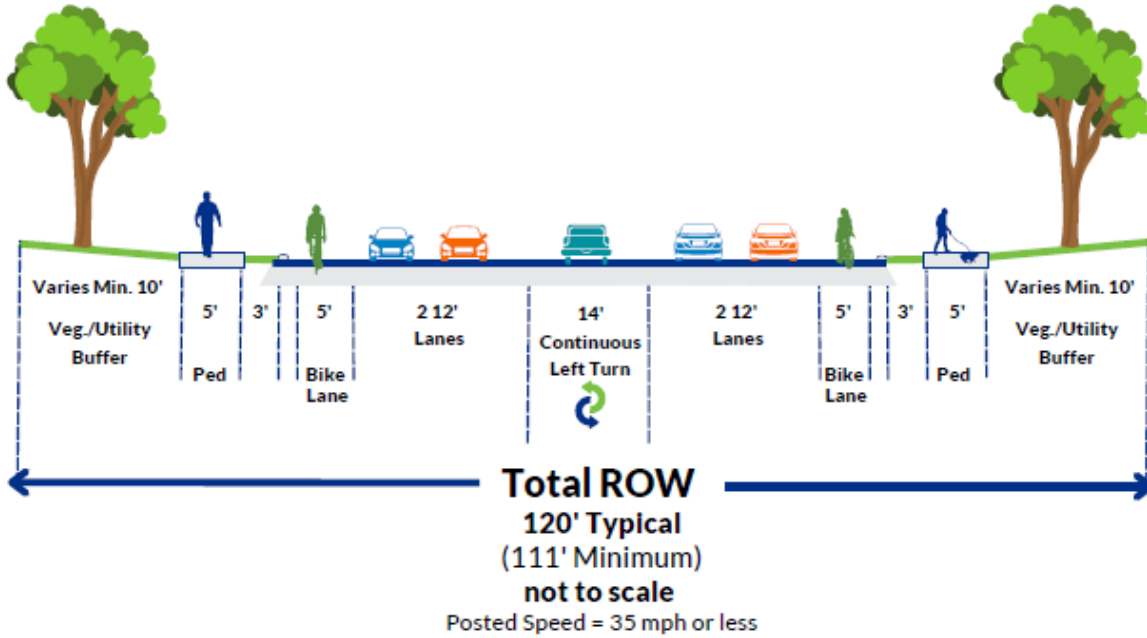 Varies Min. 10'
Veg./Utility
Buffer
5'
Ped
3'
5'
Bike
Lane
2 12'
Lanes
14'
Continuous
Left Turn
2 12'
Lanes
5'
Bike
Lane
3'
5'
Ped
Varies Min. 10'
Veg./Utility
Buffer
Total ROW
120' Typical
(111' Minimum)
not to scale
Posted Speed = 35 mph or less